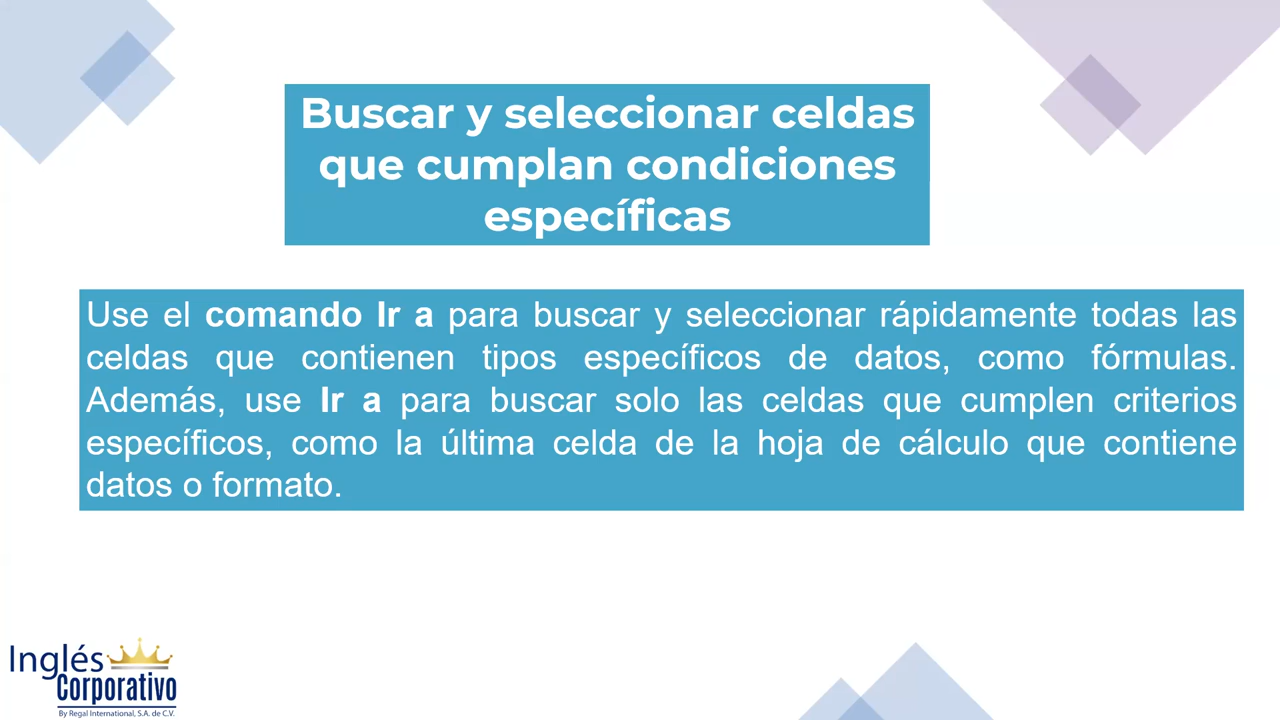 Buscar y seleccionar celdas
que cumplan condiciones
específicas
Use el comando Ir a para buscar y seleccionar rápidamente todas las
celdas que contienen tipos específicos de datos, como fórmulas.
Además, use Ir a para buscar solo las celdas que cumplen criterios
específicos, como la última celda de la hoja de cálculo que contiene
datos o formato.
Inglés
Corporativo
By Regal International, S.A. de C.V.